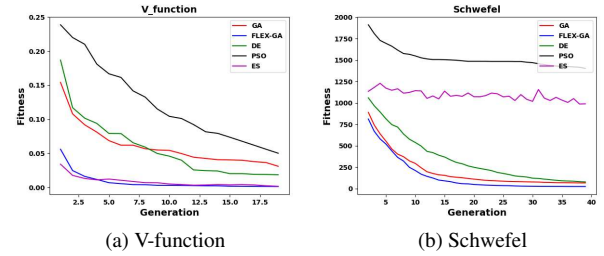 V_function
0.25
0.20
0.15
0.10
0.05
0.00
Fitness
GA
FLEX-GA
DE
PSO
ES
2.5 5.0 7.5 10.0 12.5 15.0 17.5
Generation
(a) V-function
Schwefel
2000
1750
1500
1250
1000
750
500
250
0
Fitness
GA
FLEX-GA
DE
PSO
ES
5 10 15 20 25 30 35 40
Generation
(b) Schwefel